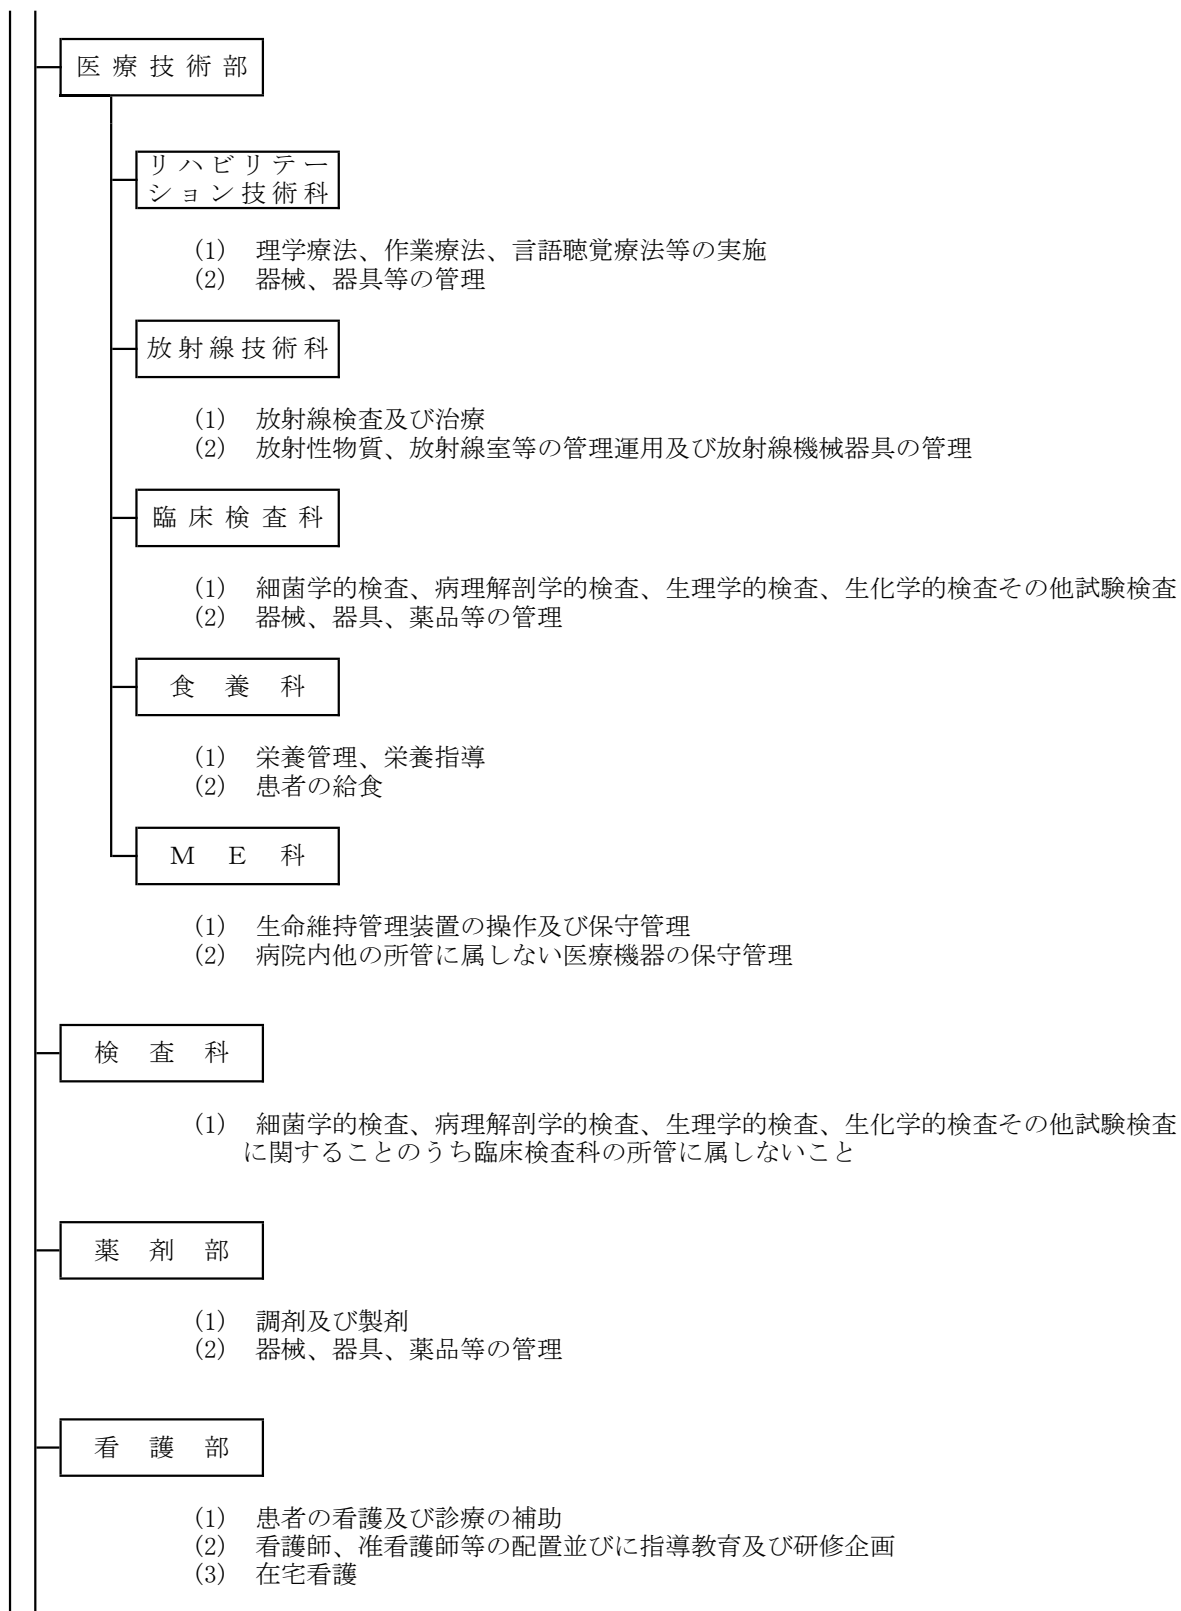 医療技術部
リハビリテー
ション技術科
(1) 理学療法、作業療法、言語聴覚療法等の実施
(2) 器械、器具等の管理
放射線技術科
(1) 放射線検査及び治療
(2) 放射性物質、放射線室等の管理運用及び放射線機械器具の管理
臨床検査科
(1) 細菌学的検査、病理解剖学的検査、生理学的検査、生化学的検査その他試験検査
(2) 器械、器具、薬品等の管理
食養科
(1) 栄養管理、栄養指導
(2) 患者の給食
ME科
(1) 生命維持管理装置の操作及び保守管理
(2) 病院内他の所管に属しない医療機器の保守管理
検査科
(1) 細菌学的検査、病理解剖学的検査、生理学的検査、生化学的検査その他試験検査
に関することのうち臨床検査科の所管に属しないこと
薬剤部
(1) 調剤及び製剤
(2) 器械、器具、薬品等の管理
看護部
(1) 患者の看護及び診療の補助
(2) 看護師、准看護師等の配置並びに指導教育及び研修企画
(3) 在宅看護